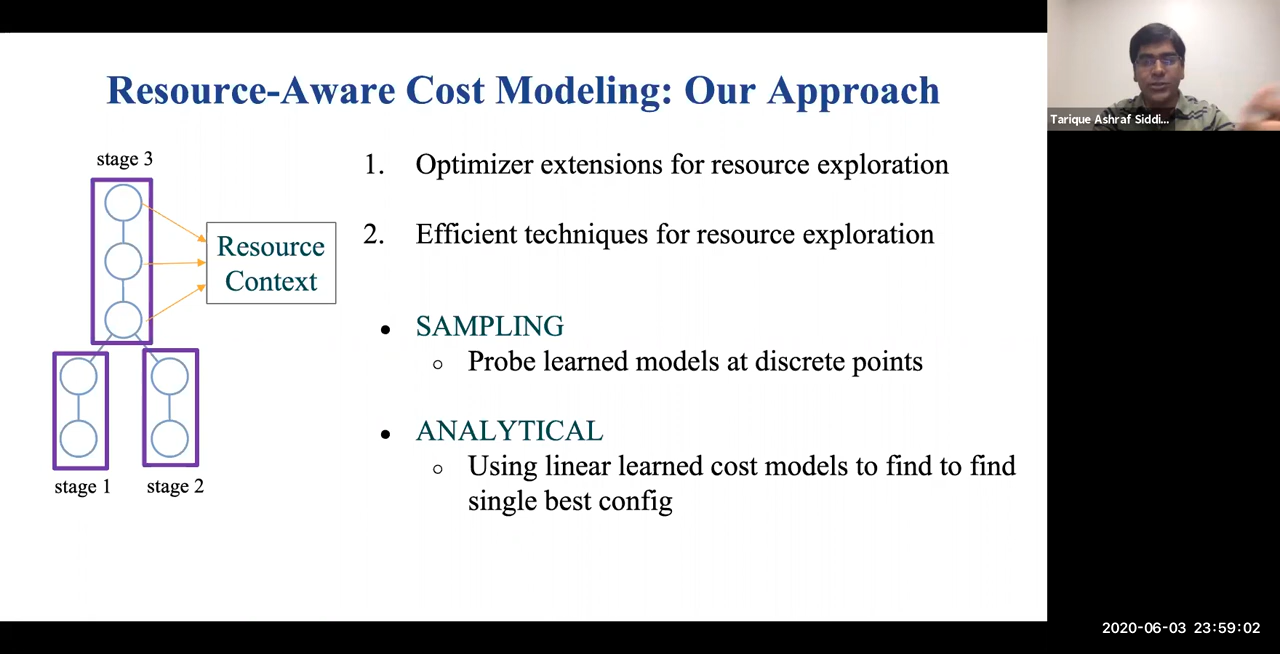 Resource-Aware Cost Modeling: Our Approach
Tarique Ashraf Siddi...
stage 3
1. Optimizer extensions for resource exploration
2. Efficient techniques for resource exploration
Resource
Context
• SAMPLING
○ Probe learned models at discrete points
• ANALYTICAL
○ Using linear learned cost models to find to find
single best config
stage 1
stage 2
2020-06-03 23:59:02